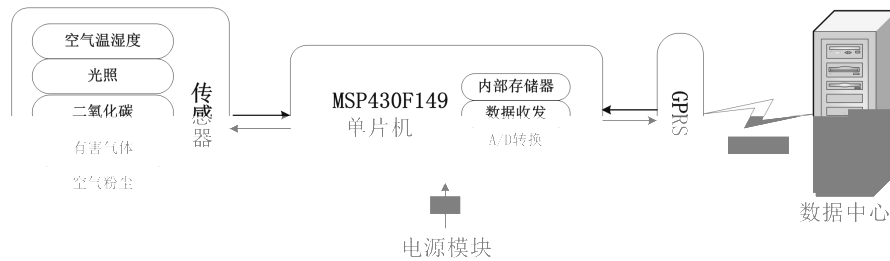 空气温湿度
光照
二氧化碳
有害气体
空气粉尘
传感器
MSP430F149
单片机
内部存储器
数据收发
A/D转换
GPRS
电源模块
数据中心